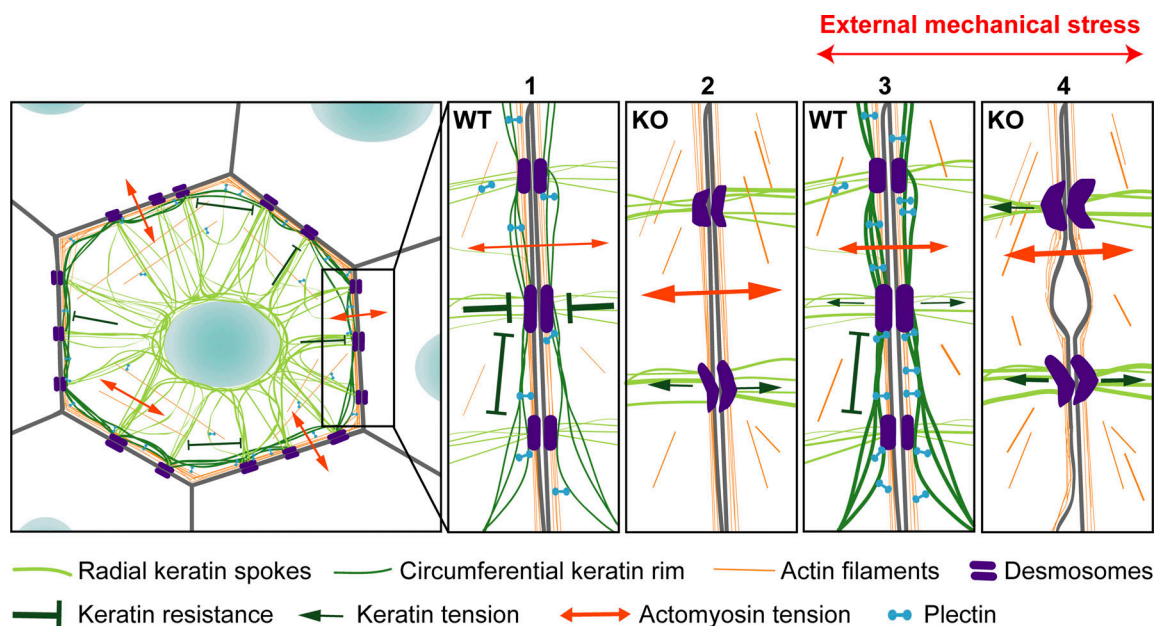 External mechanical stress
1 2 3 4
WT KO WT KO
Radial keratin spokes Circumferential keratin rim Actin filaments Desmosomes
Keratin resistance Keratin tension Actomyosin tension Plectin